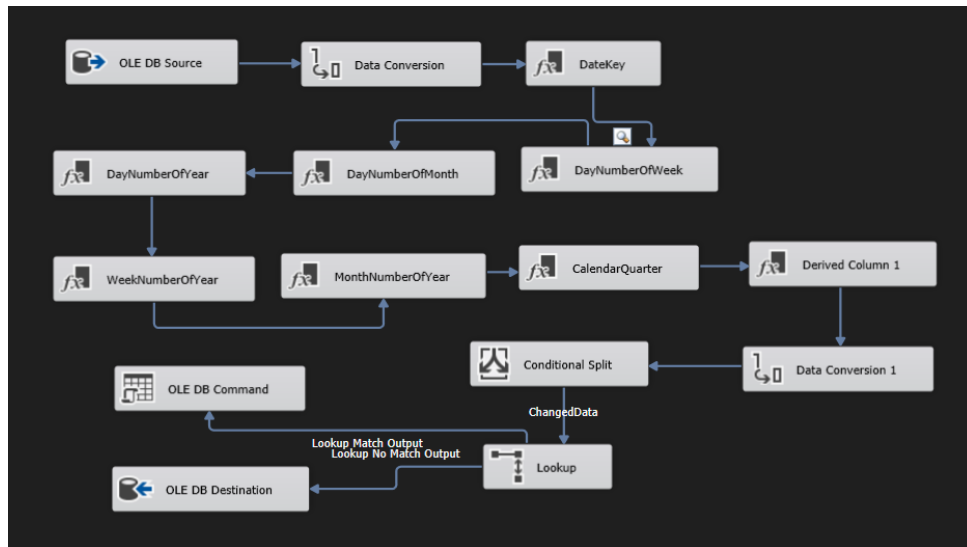 OLE DB Source
Data Conversion
DateKey
DayNumberOfYear
DayNumberOfMonth
DayNumberOfWeek
WeekNumberOfYear
MonthNumberOfYear
CalendarQuarter
Derived Column 1
Conditional Split
Data Conversion 1
OLE DB Command
ChangedData
Lookup Match Output
Lookup No Match Output
Lookup
OLE DB Destination